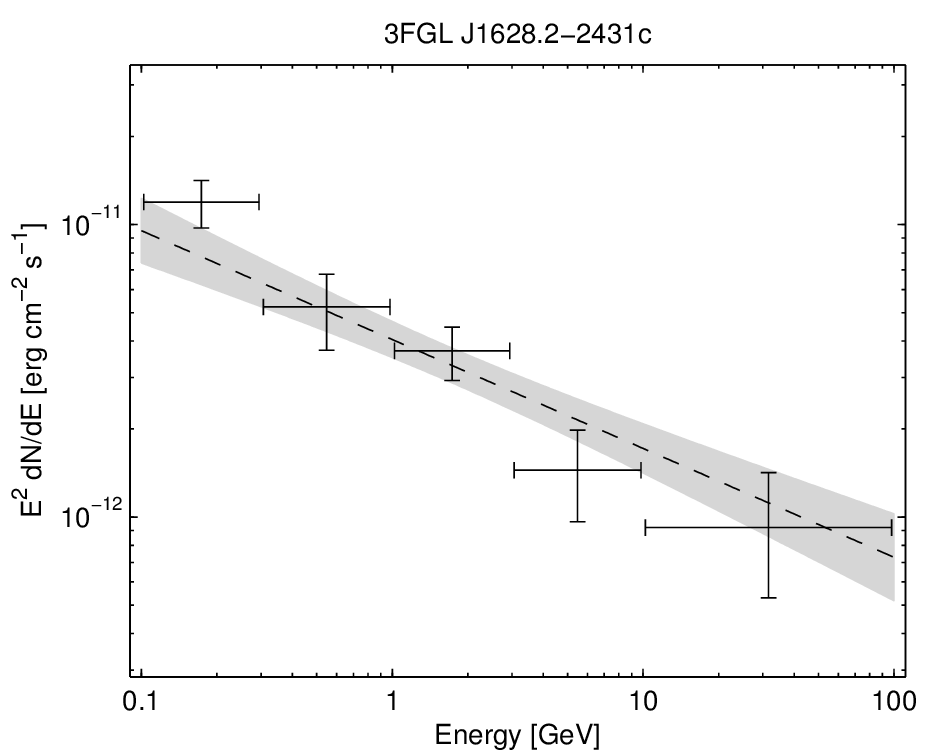 3FGL J1628.2−2431c
E² dN/dE [erg cm⁻² s⁻¹]
10⁻¹¹
10⁻¹²
0.1 1 10 100
Energy [GeV]